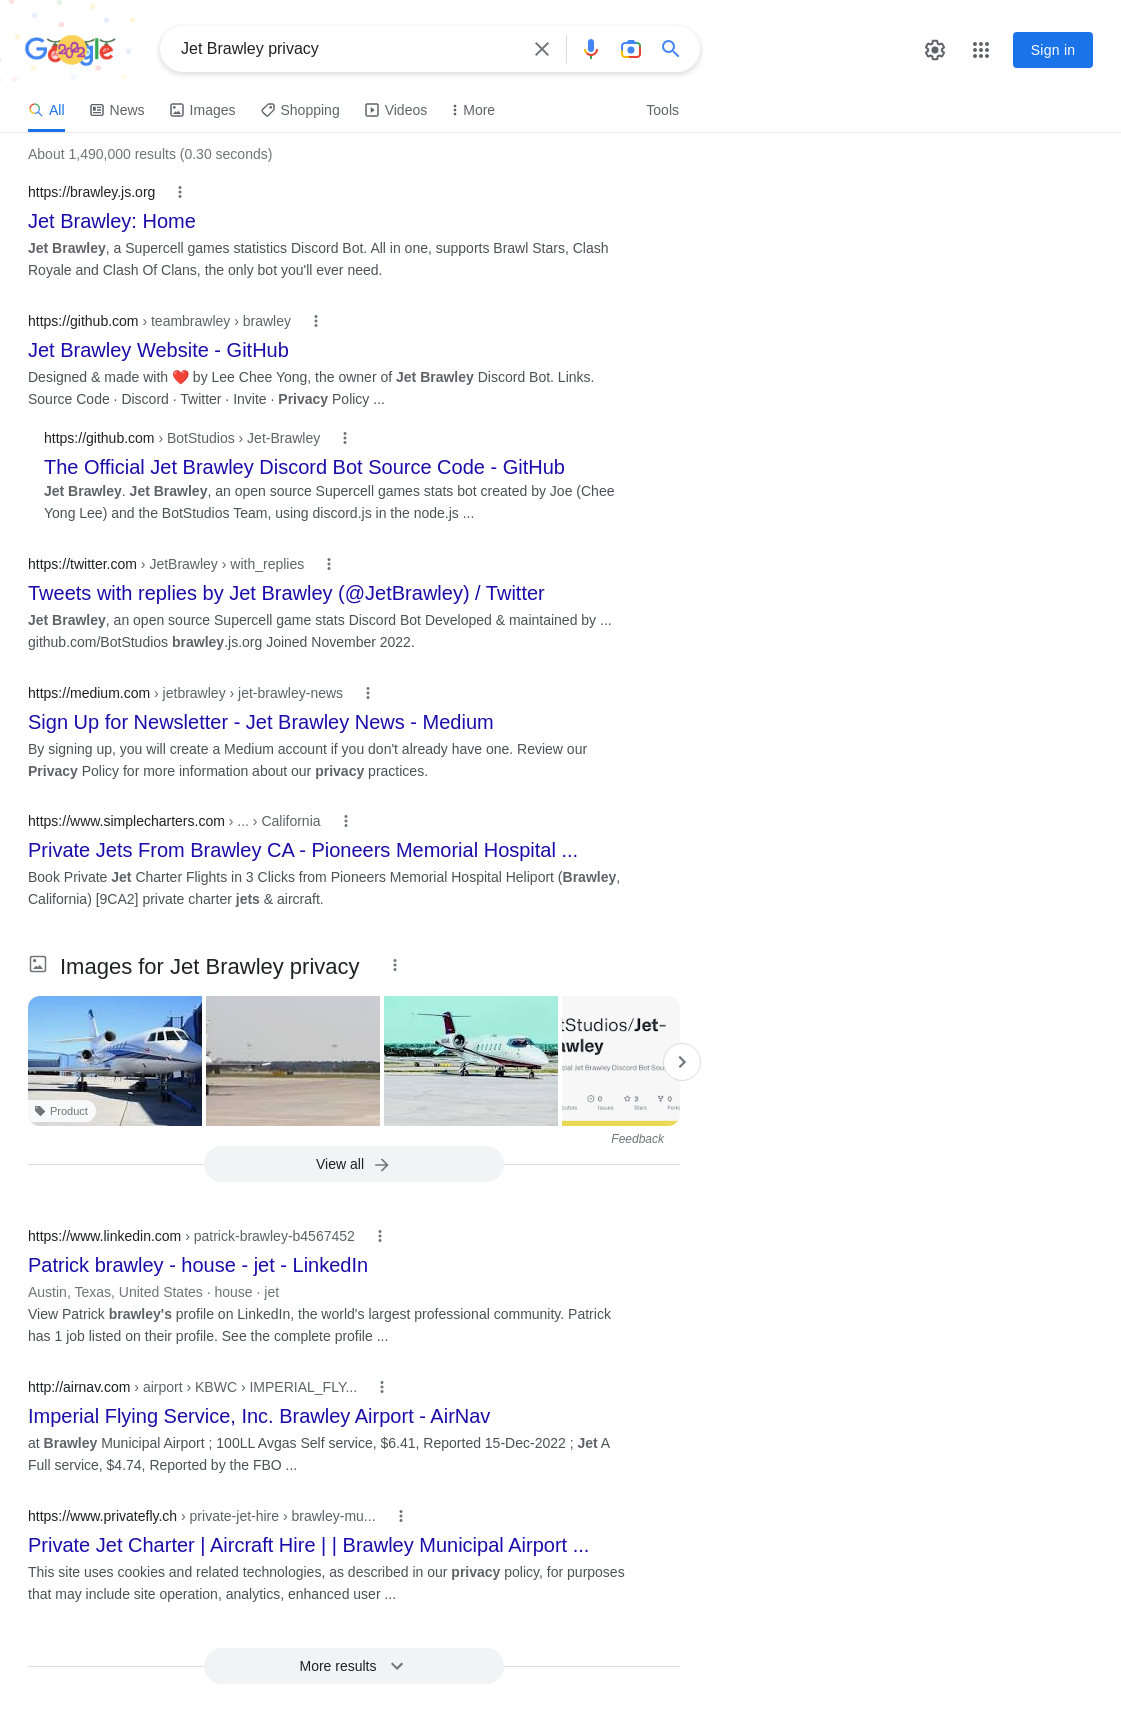 Google
Jet Brawley privacy
Sign in
All
News
Images
Shopping
Videos
More
Tools
About 1,490,000 results (0.30 seconds)
https://brawley.js.org
Jet Brawley: Home
Jet Brawley, a Supercell games statistics Discord Bot. All in one, supports Brawl Stars, Clash
Royale and Clash Of Clans, the only bot you'll ever need.
https://github.com › teambrawley › brawley
Jet Brawley Website - GitHub
Designed & made with ❤️ by Lee Chee Yong, the owner of Jet Brawley Discord Bot. Links.
Source Code · Discord · Twitter · Invite · Privacy Policy ...
https://github.com › BotStudios › Jet-Brawley
The Official Jet Brawley Discord Bot Source Code - GitHub
Jet Brawley. Jet Brawley, an open source Supercell games stats bot created by Joe (Chee
Yong Lee) and the BotStudios Team, using discord.js in the node.js ...
https://twitter.com › JetBrawley › with_replies
Tweets with replies by Jet Brawley (@JetBrawley) / Twitter
Jet Brawley, an open source Supercell game stats Discord Bot Developed & maintained by ...
github.com/BotStudios brawley.js.org Joined November 2022.
https://medium.com › jetbrawley › jet-brawley-news
Sign Up for Newsletter - Jet Brawley News - Medium
By signing up, you will create a Medium account if you don't already have one. Review our
Privacy Policy for more information about our privacy practices.
https://www.simplecharters.com › ... › California
Private Jets From Brawley CA - Pioneers Memorial Hospital ...
Book Private Jet Charter Flights in 3 Clicks from Pioneers Memorial Hospital Heliport (Brawley,
California) [9CA2] private charter jets & aircraft.
Images for Jet Brawley privacy
tStudios/Jet-
awley
cial Jet Brawley Discord Bot Sou
0 3 0
Issues Stars Forks
Product
Feedback
View all
https://www.linkedin.com › patrick-brawley-b4567452
Patrick brawley - house - jet - LinkedIn
Austin, Texas, United States · house · jet
View Patrick brawley's profile on LinkedIn, the world's largest professional community. Patrick
has 1 job listed on their profile. See the complete profile ...
http://airnav.com › airport › KBWC › IMPERIAL_FLY...
Imperial Flying Service, Inc. Brawley Airport - AirNav
at Brawley Municipal Airport ; 100LL Avgas Self service, $6.41, Reported 15-Dec-2022 ; Jet A
Full service, $4.74, Reported by the FBO ...
https://www.privatefly.ch › private-jet-hire › brawley-mu...
Private Jet Charter | Aircraft Hire | | Brawley Municipal Airport ...
This site uses cookies and related technologies, as described in our privacy policy, for purposes
that may include site operation, analytics, enhanced user ...
More results